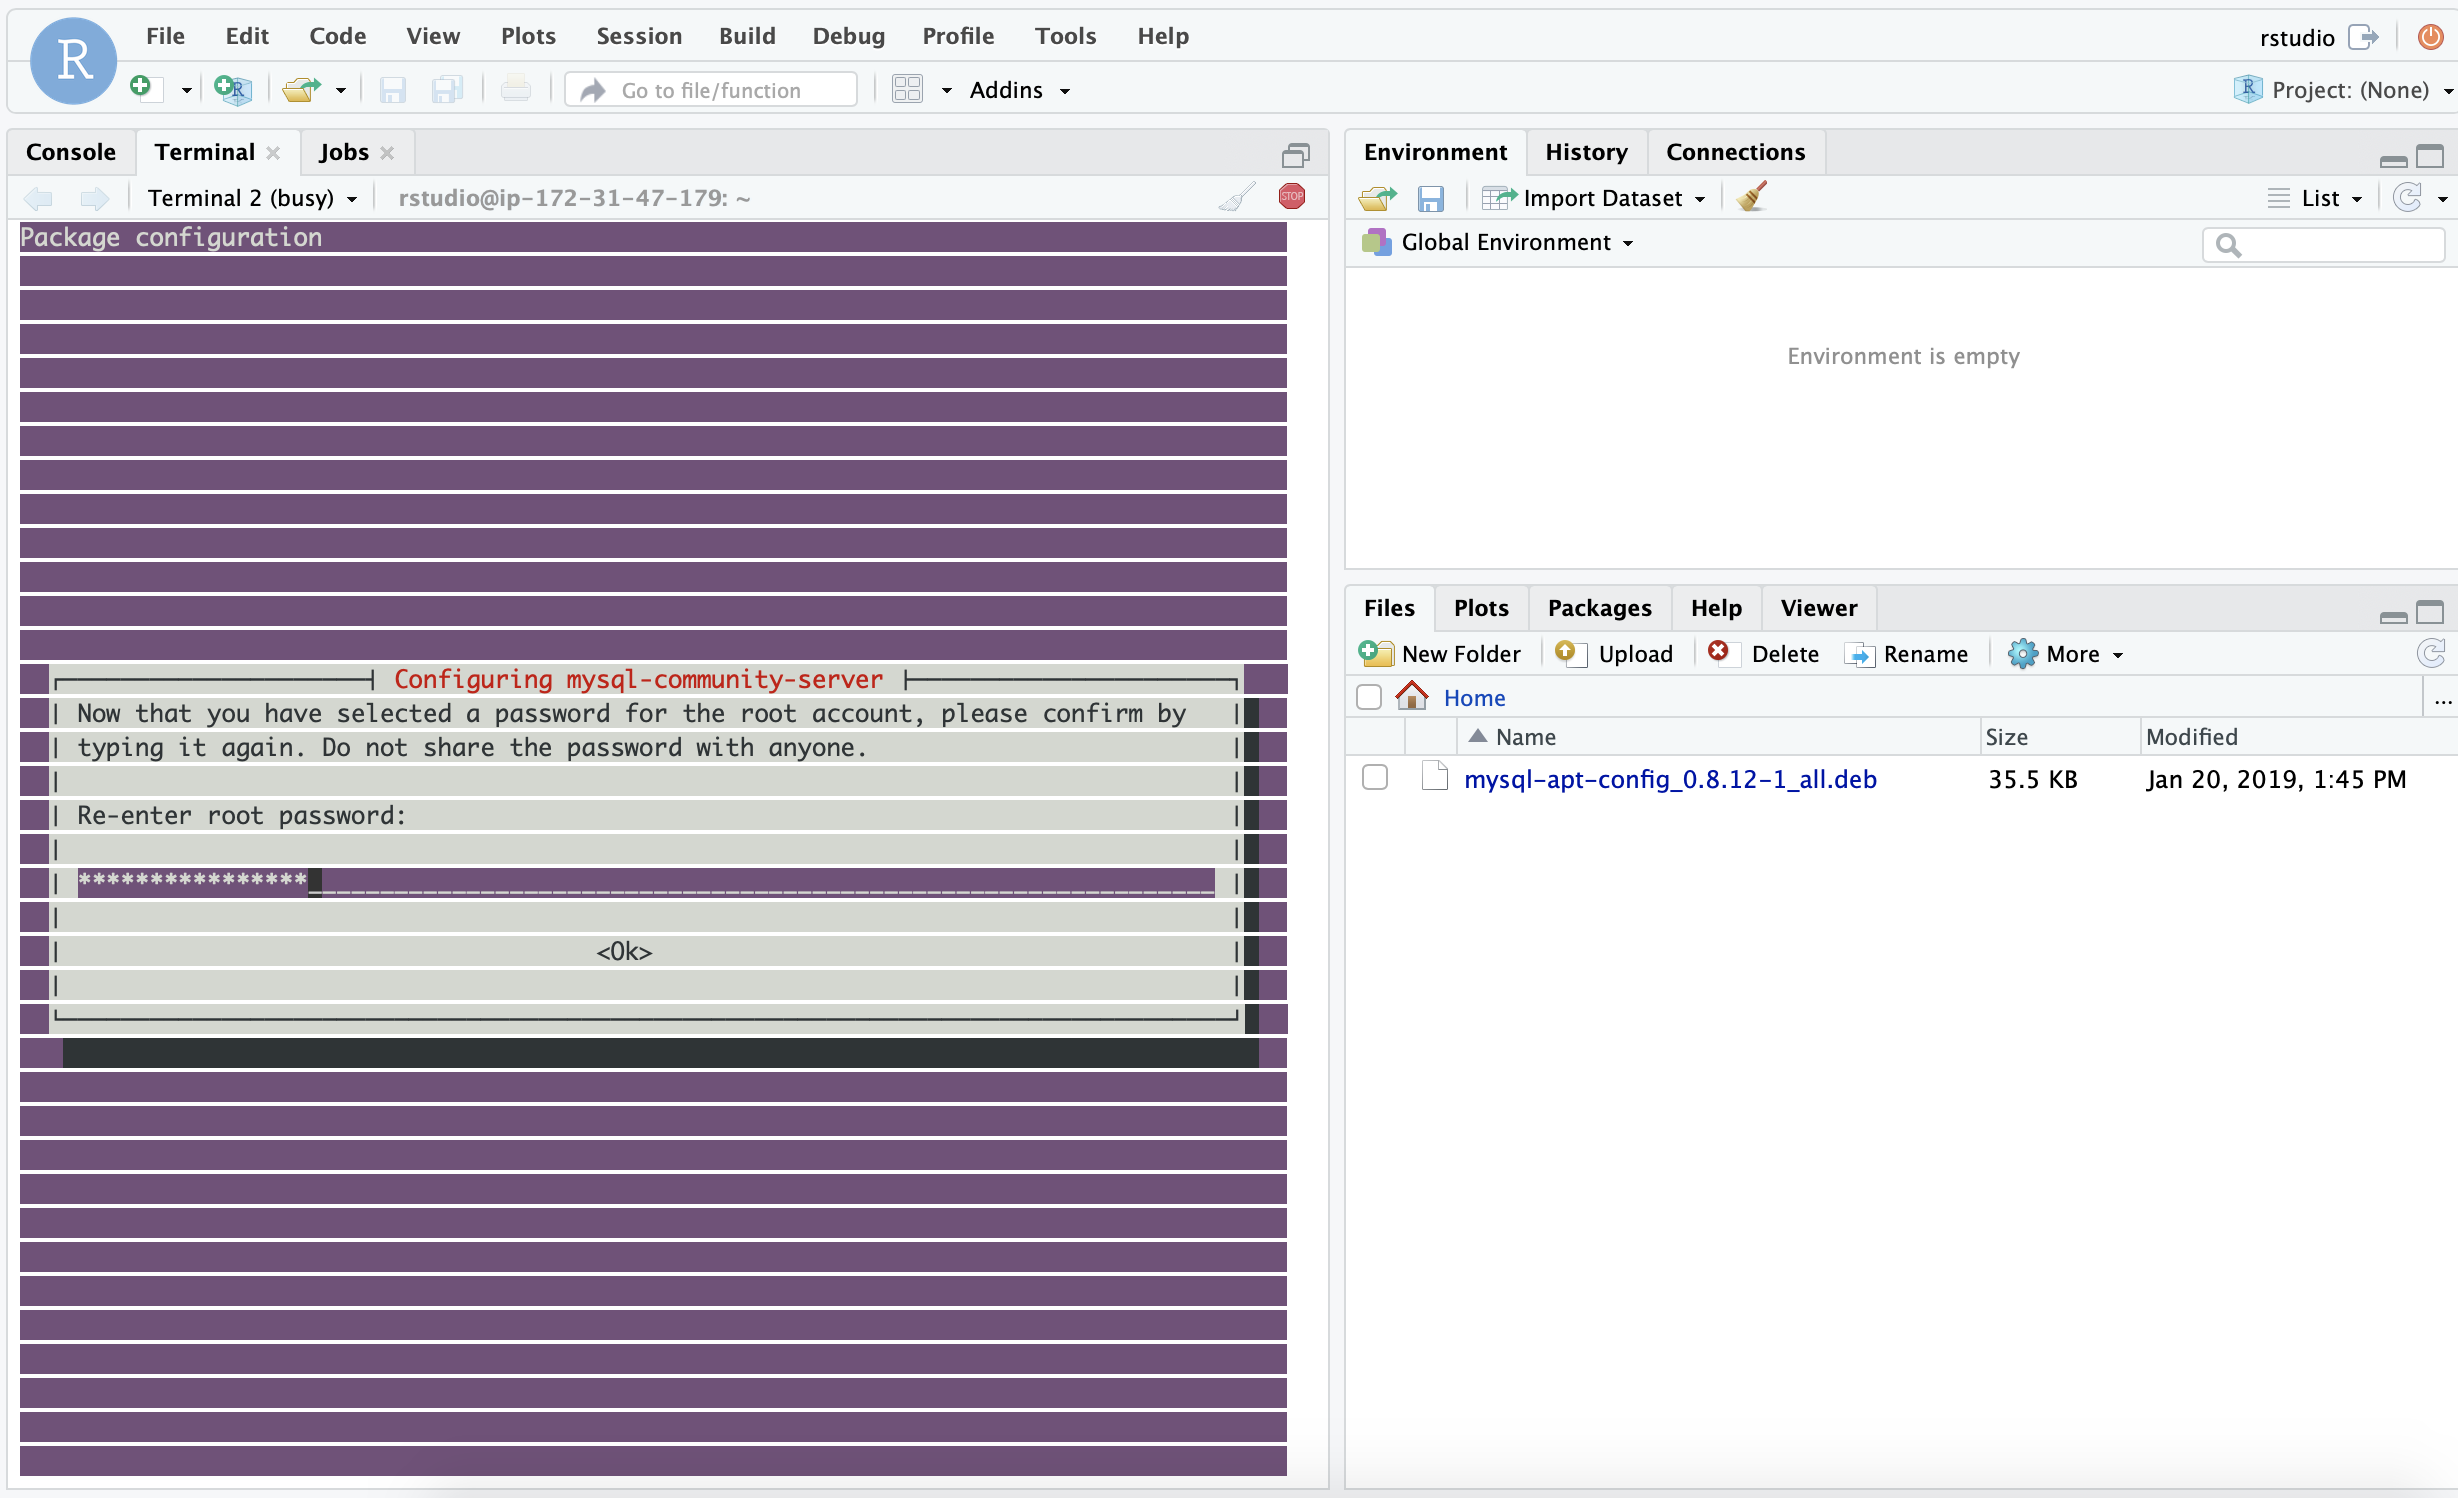 R File Edit Code View Plots Session Build Debug Profile Tools Help rstudio
R Go to file/function Addins R Project: (None)
Console Terminal Jobs
Terminal 2 (busy) rstudio@ip-172-31-47-179: ~ STOP
Package configuration
Configuring mysql-community-server
Now that you have selected a password for the root account, please confirm by
typing it again. Do not share the password with anyone.
Re-enter root password:
****************
<Ok>
Environment History Connections
Import Dataset List
Global Environment
Environment is empty
Files Plots Packages Help Viewer
New Folder Upload Delete Rename More
Home ...
Name Size Modified
mysql-apt-config_0.8.12-1_all.deb 35.5 KB Jan 20, 2019, 1:45 PM